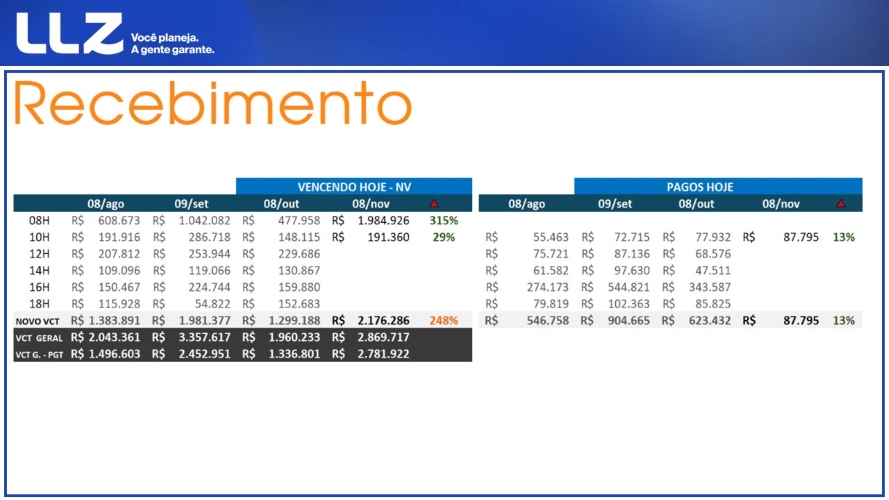 LLZ Você planeja.
A gente garante.
Recebimento
VENCENDO HOJE - NV PAGOS HOJE
08/ago 09/set 08/out 08/nov 08/ago 09/set 08/out 08/nov
08H R$ 608.673 R$ 1.042.082 R$ 477.958 R$ 1.984.926 315%
10H R$ 191.916 R$ 286.718 R$ 148.115 R$ 191.360 29% R$ 55.463 R$ 72.715 R$ 77.932 R$ 87.795 13%
12H R$ 207.812 R$ 253.944 R$ 229.686 R$ 75.721 R$ 87.136 R$ 68.576
14H R$ 109.096 R$ 119.066 R$ 130.867 R$ 61.582 R$ 97.630 R$ 47.511
16H R$ 150.467 R$ 224.744 R$ 159.880 R$ 274.173 R$ 544.821 R$ 343.587
18H R$ 115.928 R$ 54.822 R$ 152.683 R$ 79.819 R$ 102.363 R$ 85.825
NOVO VCT R$ 1.383.891 R$ 1.981.377 R$ 1.299.188 R$ 2.176.286 248% R$ 546.758 R$ 904.665 R$ 623.432 R$ 87.795 13%
VCT GERAL R$ 2.043.361 R$ 3.357.617 R$ 1.960.233 R$ 2.869.717
VCT G. - PGT R$ 1.496.603 R$ 2.452.951 R$ 1.336.801 R$ 2.781.922